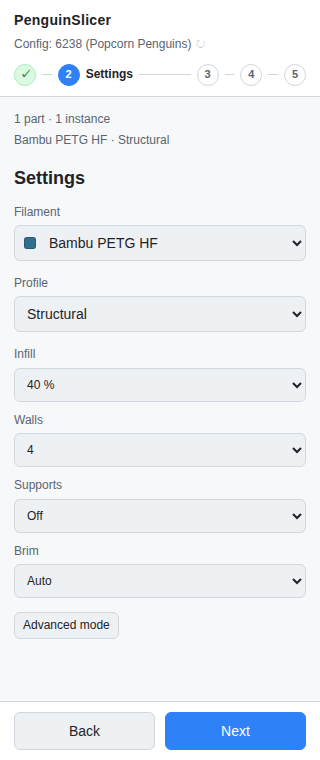 PenguinSlicer
Config: 6238 (Popcorn Penguins) ↻
✓ 2 Settings 3 4 5
1 part · 1 instance
Bambu PETG HF · Structural
Settings
Filament
Bambu PETG HF
Profile
Structural
Infill
40 %
Walls
4
Supports
Off
Brim
Auto
Advanced mode
Back Next